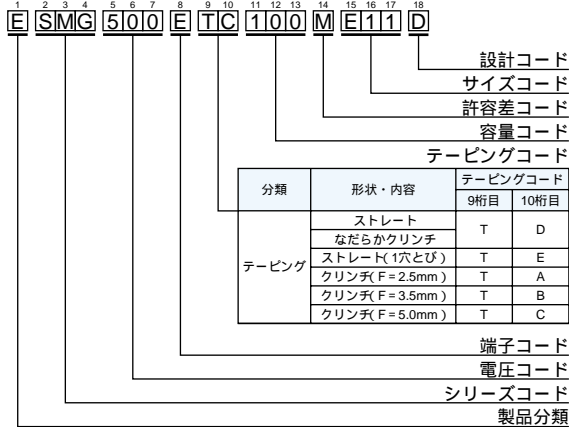 1 2 3 4 5 6 7 8 9 10 11 12 13 14 15 16 17 18
E SMG 500 E TC 100 M E11 D
設計コード
サイズコード
許容差コード
容量コード
テーピングコード
分類 形状・内容 テーピングコード
9桁目 10桁目
テーピング ストレート T D
なだらかクリンチ
ストレート(1穴とび) T E
クリンチ(F=2.5mm) T A
クリンチ(F=3.5mm) T B
クリンチ(F=5.0mm) T C
端子コード
電圧コード
シリーズコード
製品分類